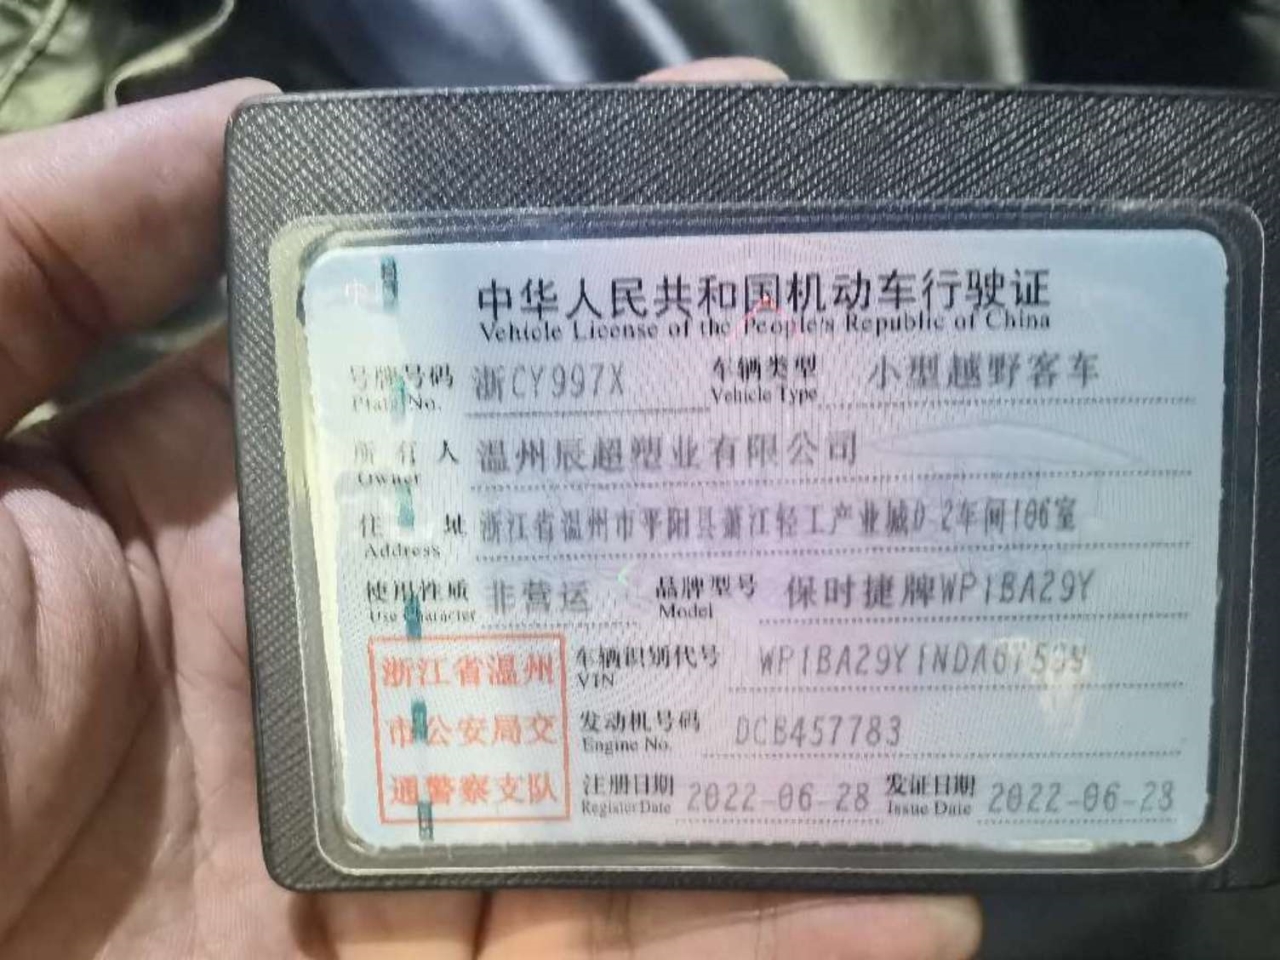 中华人民共和国机动车行驶证
Vehicle License of the People's Republic of China
号牌号码 浙CY997X 车辆类型 小型越野客车
Plate No. Vehicle Type
所有人 温州辰超塑业有限公司
Owner
住址 浙江省温州市平阳县萧江轻工产业城D-2车间106室
Address
使用性质 非营运 品牌型号 保时捷牌WP1BA29Y
Use Character Model
浙江省温州 车辆识别代号
VIN
市公安局交 发动机号码 DCB457783
Engine No.
通警察支队 注册日期 2022-06-28 发证日期 2022-06-28
Register Date Issue Date